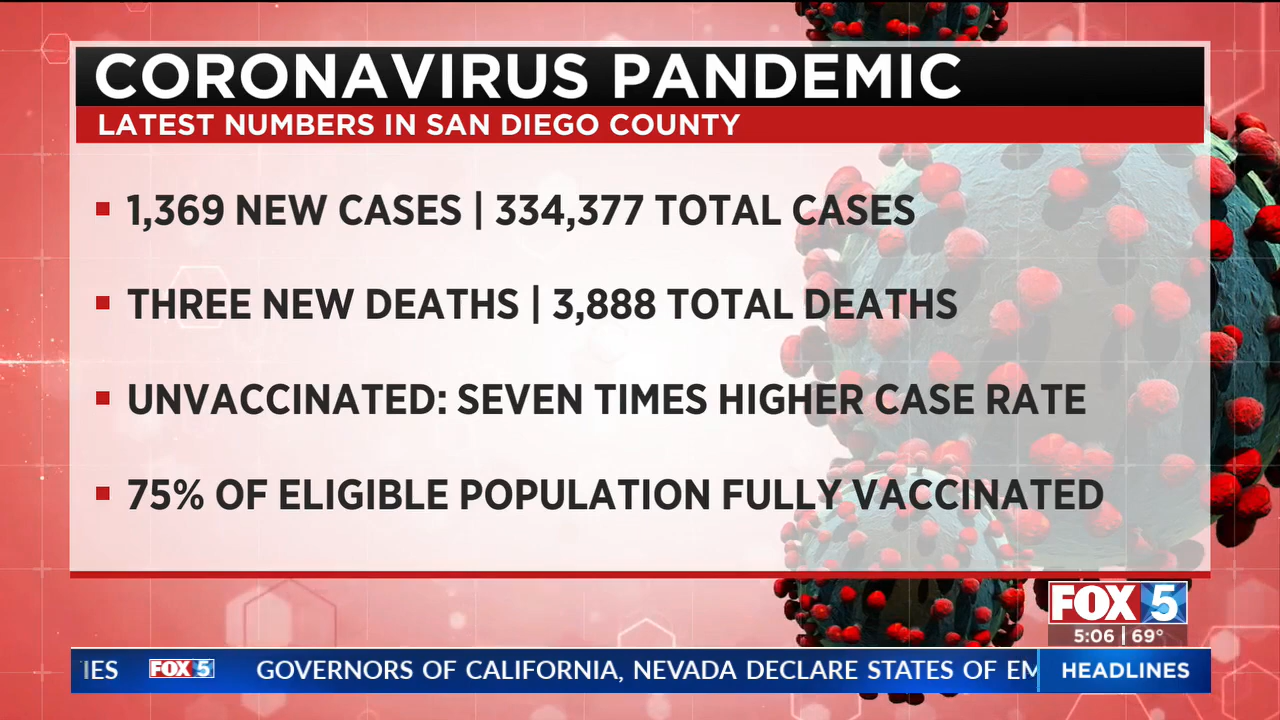 CORONAVIRUS PANDEMIC
LATEST NUMBERS IN SAN DIEGO COUNTY
1,369 NEW CASES | 334,377 TOTAL CASES
THREE NEW DEATHS | 3,888 TOTAL DEATHS
UNVACCINATED: SEVEN TIMES HIGHER CASE RATE
75% OF ELIGIBLE POPULATION FULLY VACCINATED
FOX 5
5:06 | 69°
IES FOX 5 GOVERNORS OF CALIFORNIA, NEVADA DECLARE STATES OF EM HEADLINES